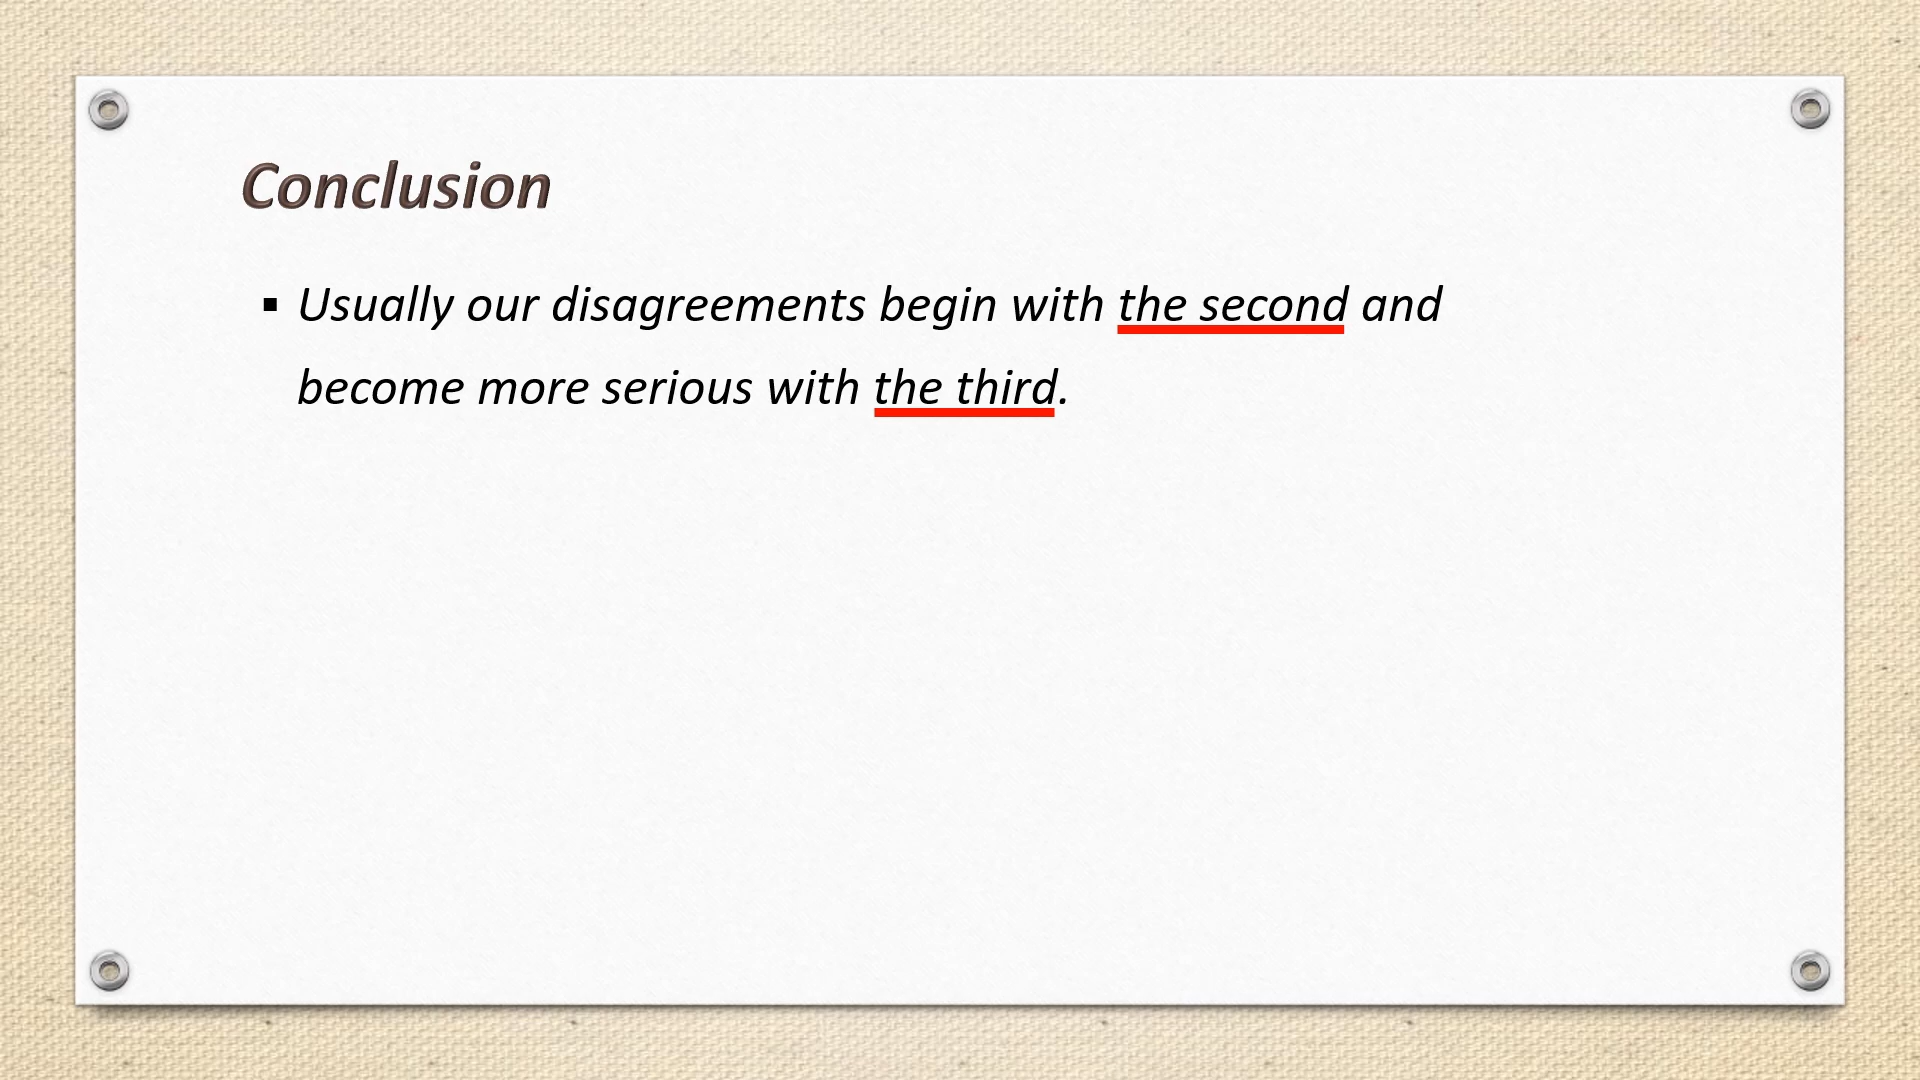 Conclusion
▪ Usually our disagreements begin with the second and
become more serious with the third.